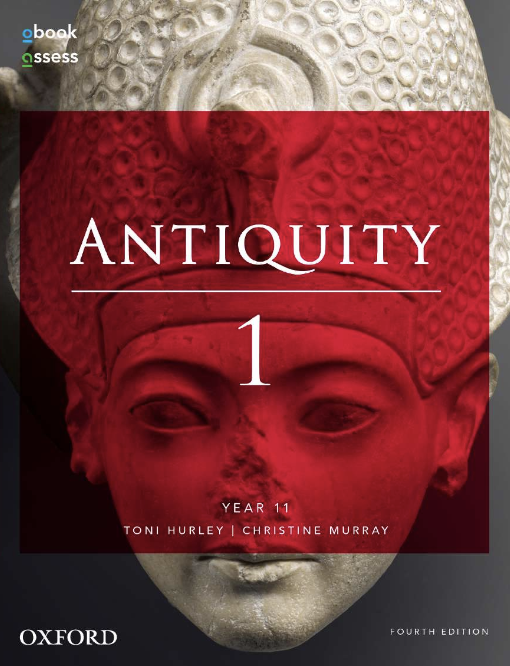 obook
assess
ANTIQUITY
1
YEAR 11
TONI HURLEY | CHRISTINE MURRAY
OXFORD
FOURTH EDITION